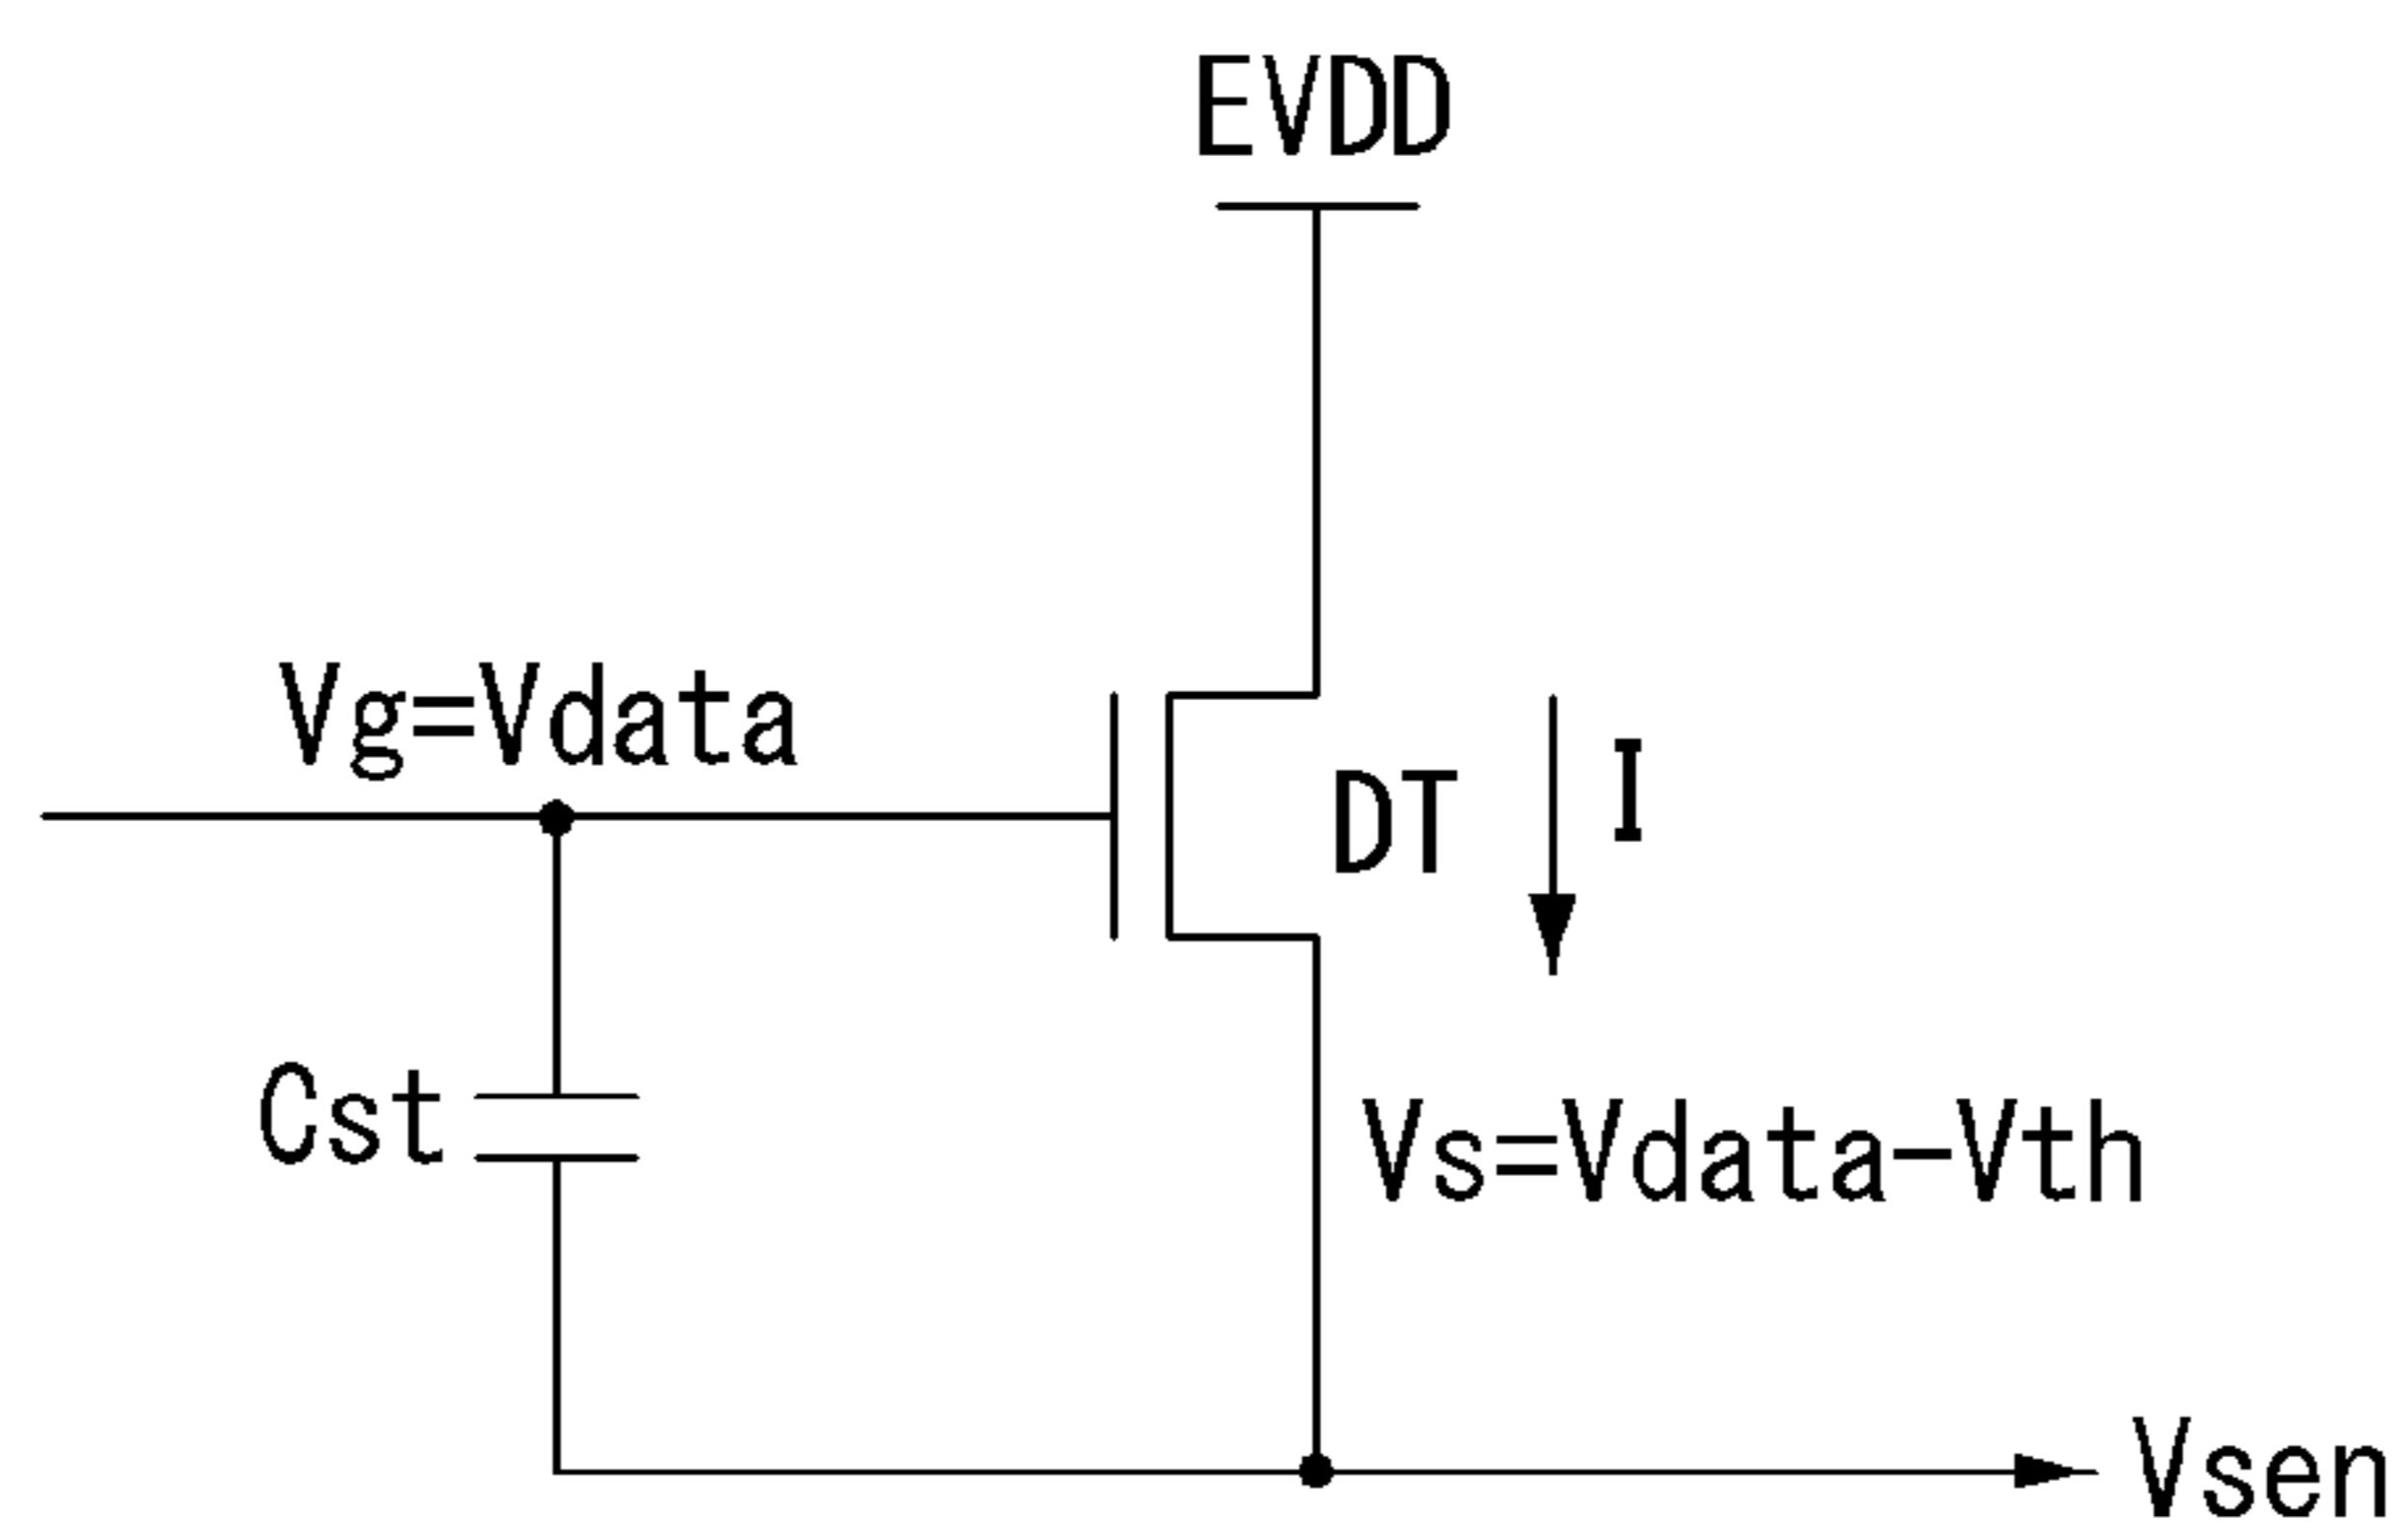 EVDD
Vg=Vdata
DT
I
Cst
Vs=Vdata-Vth
Vsen